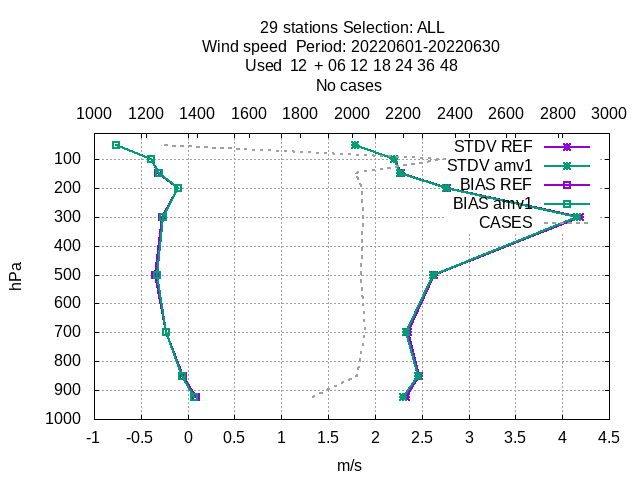 29 stations Selection: ALL
Wind speed  Period: 20220601-20220630
Used  12  + 06 12 18 24 36 48
No cases
1000 1200 1400 1600 1800 2000 2200 2400 2600 2800 3000
STDV REF
STDV amv1
BIAS REF
BIAS amv1
CASES
100
200
300
400
500
600
700
800
900
1000
hPa
-1 -0.5 0 0.5 1 1.5 2 2.5 3 3.5 4 4.5
m/s